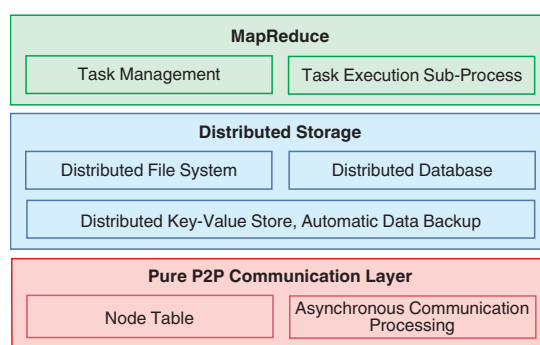 MapReduce
Task Management
Task Execution Sub-Process
Distributed Storage
Distributed File System
Distributed Database
Distributed Key-Value Store, Automatic Data Backup
Pure P2P Communication Layer
Node Table
Asynchronous Communication
Processing